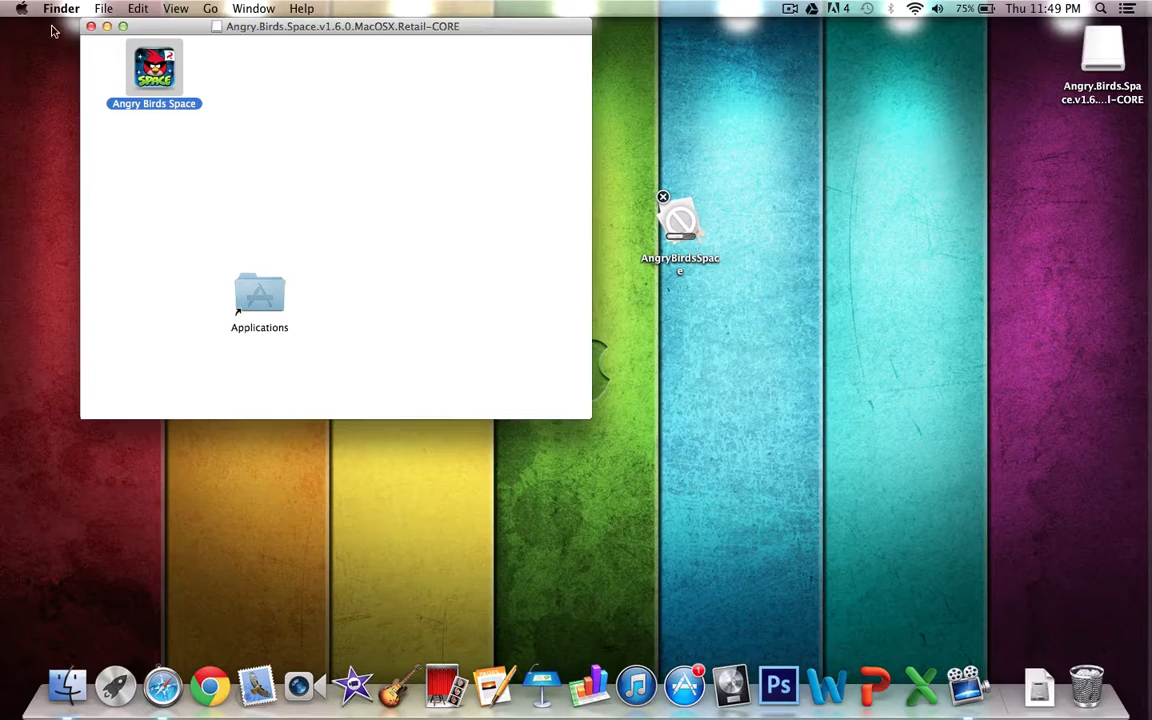 Finder File Edit View Go Window Help
4 75% Thu 11:49 PM
Angry.Birds.Space.v1.6.0.MacOSX.Retail-CORE
SPACE
Angry Birds Space
Applications
AngryBirdsSpac
e
Angry.Birds.Spa
ce.v1.6....l-CORE
1
Ps